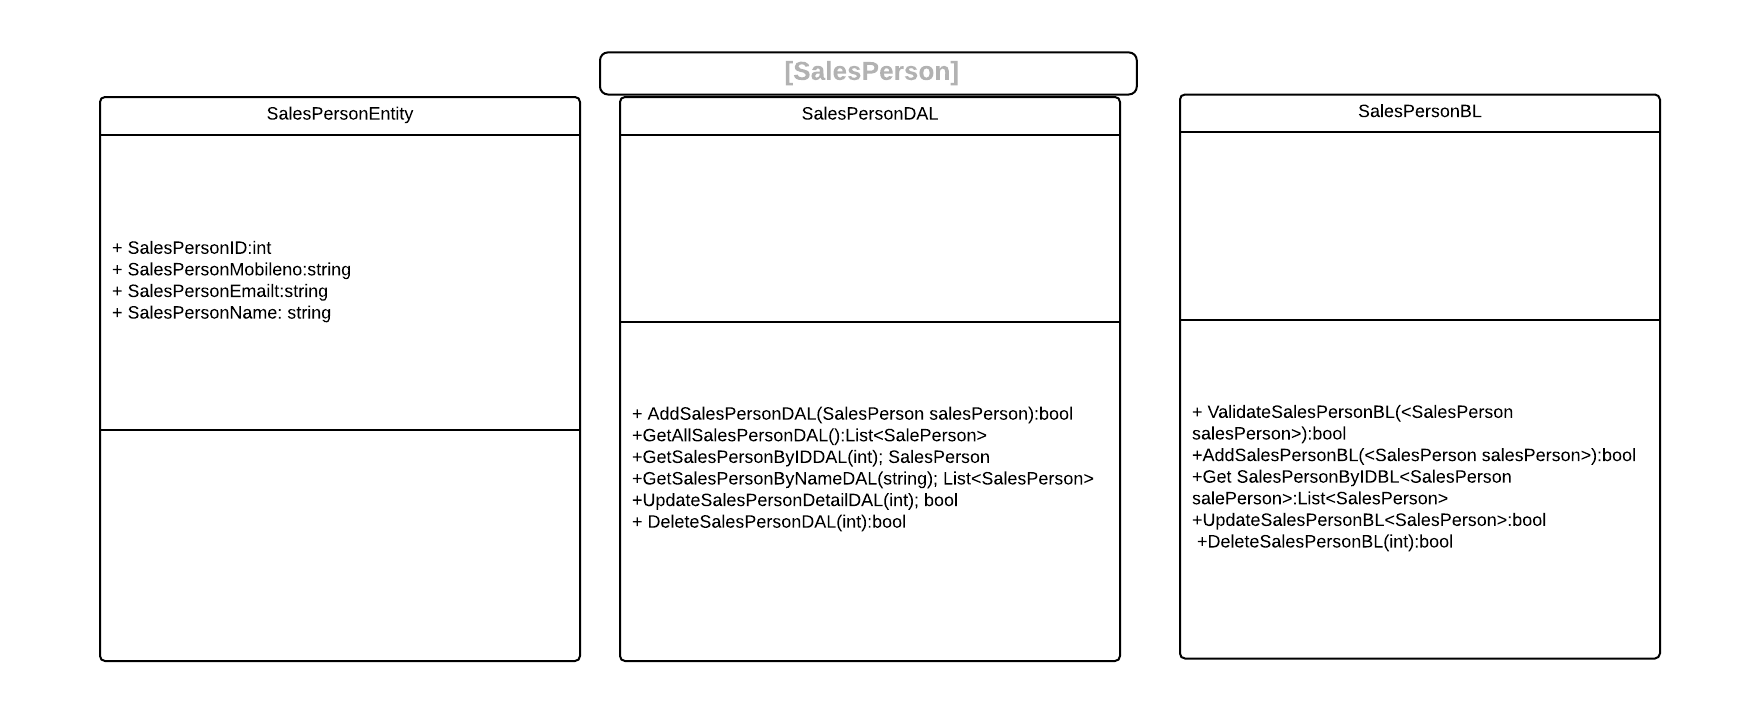 [SalesPerson]
SalesPersonEntity
+ SalesPersonID:int
+ SalesPersonMobileno:string
+ SalesPersonEmailt:string
+ SalesPersonName: string
SalesPersonDAL
+ AddSalesPersonDAL(SalesPerson salesPerson):bool
+GetAllSalesPersonDAL():List<SalePerson>
+GetSalesPersonByIDDAL(int); SalesPerson
+GetSalesPersonByNameDAL(string); List<SalesPerson>
+UpdateSalesPersonDetailDAL(int); bool
+ DeleteSalesPersonDAL(int):bool
SalesPersonBL
+ ValidateSalesPersonBL(<SalesPerson
salesPerson>):bool
+AddSalesPersonBL(<SalesPerson salesPerson>):bool
+Get SalesPersonByIDBL<SalesPerson
salePerson>:List<SalesPerson>
+UpdateSalesPersonBL<SalesPerson>:bool
+DeleteSalesPersonBL(int):bool